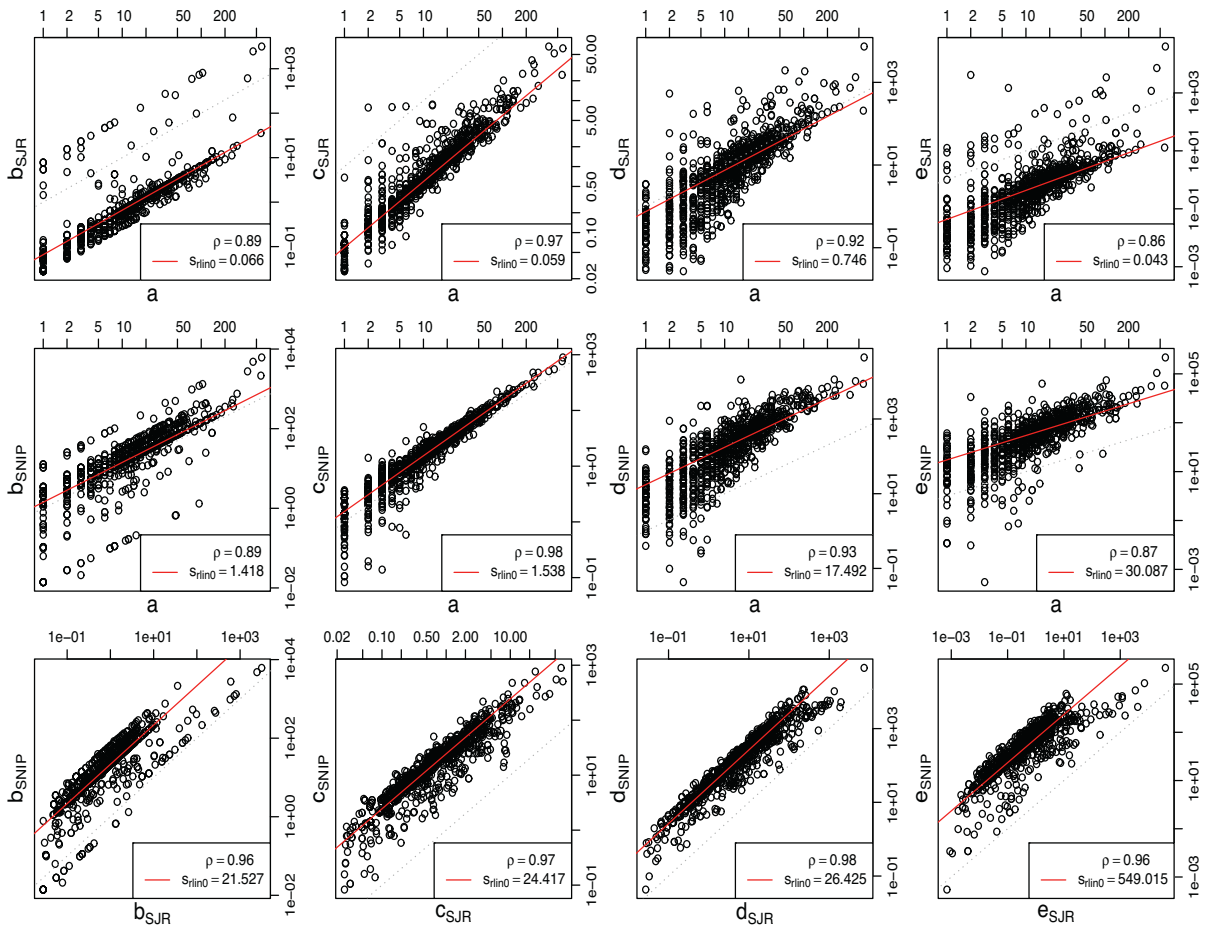 1 2 5 10 50 200
1 2 5 10 50 200
1 2 5 10 50 200
1 2 5 10 50 200
b_SJR
1e−01 1e+01 1e+03
ρ = 0.89
s_rlin0 = 0.066
a
c_SJR
0.02 0.10 0.50 5.00 50.00
ρ = 0.97
s_rlin0 = 0.059
a
d_SJR
1e−01 1e+01 1e+03
ρ = 0.92
s_rlin0 = 0.746
a
e_SJR
1e−03 1e−01 1e+01 1e+03
ρ = 0.86
s_rlin0 = 0.043
a
1 2 5 10 50 200
1 2 5 10 50 200
1 2 5 10 50 200
1 2 5 10 50 200
b_SNIP
1e−02 1e+00 1e+02 1e+04
ρ = 0.89
s_rlin0 = 1.418
a
c_SNIP
1e−01 1e+01 1e+03
ρ = 0.98
s_rlin0 = 1.538
a
d_SNIP
1e−01 1e+01 1e+03
ρ = 0.93
s_rlin0 = 17.492
a
e_SNIP
1e−03 1e+01 1e+05
ρ = 0.87
s_rlin0 = 30.087
a
1e−01 1e+01 1e+03
0.02 0.10 0.50 2.00 10.00
1e−01 1e+01 1e+03
1e−03 1e−01 1e+01 1e+03
b_SNIP
1e−02 1e+00 1e+02 1e+04
ρ = 0.96
s_rlin0 = 21.527
b_SJR
c_SNIP
1e−01 1e+01 1e+03
ρ = 0.97
s_rlin0 = 24.417
c_SJR
d_SNIP
1e−01 1e+01 1e+03
ρ = 0.98
s_rlin0 = 26.425
d_SJR
e_SNIP
1e−03 1e+01 1e+05
ρ = 0.96
s_rlin0 = 549.015
e_SJR